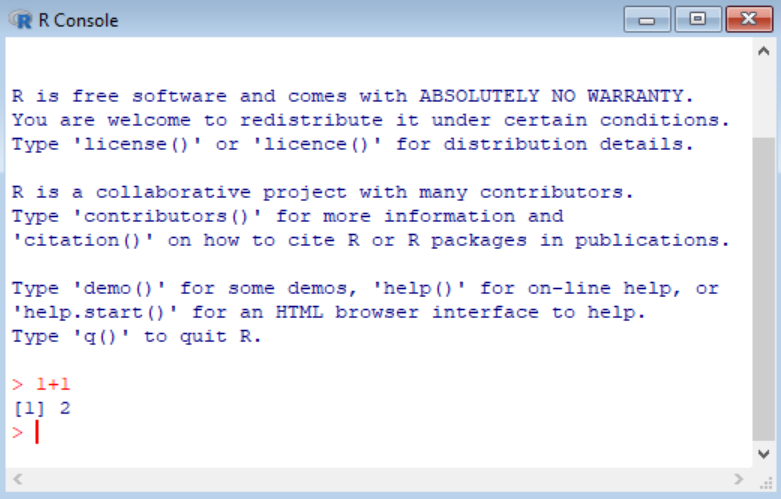 R R Console
R is free software and comes with ABSOLUTELY NO WARRANTY.
You are welcome to redistribute it under certain conditions.
Type 'license()' or 'licence()' for distribution details.
R is a collaborative project with many contributors.
Type 'contributors()' for more information and
'citation()' on how to cite R or R packages in publications.
Type 'demo()' for some demos, 'help()' for on-line help, or
'help.start()' for an HTML browser interface to help.
Type 'q()' to quit R.
> 1+1
[1] 2
>